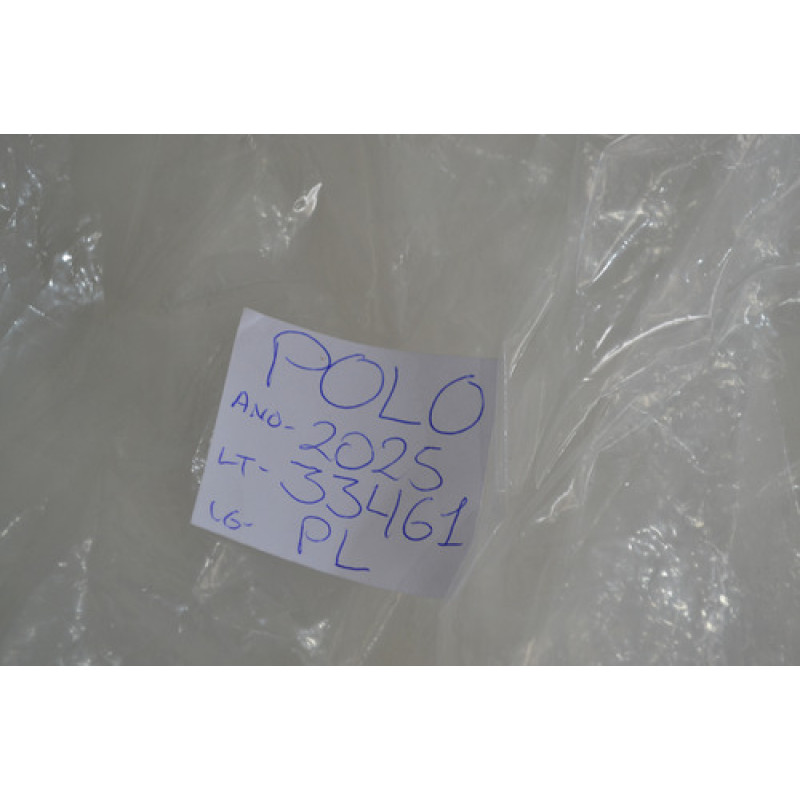 POLO
ANO- 2025
LT- 33461
LG- PL